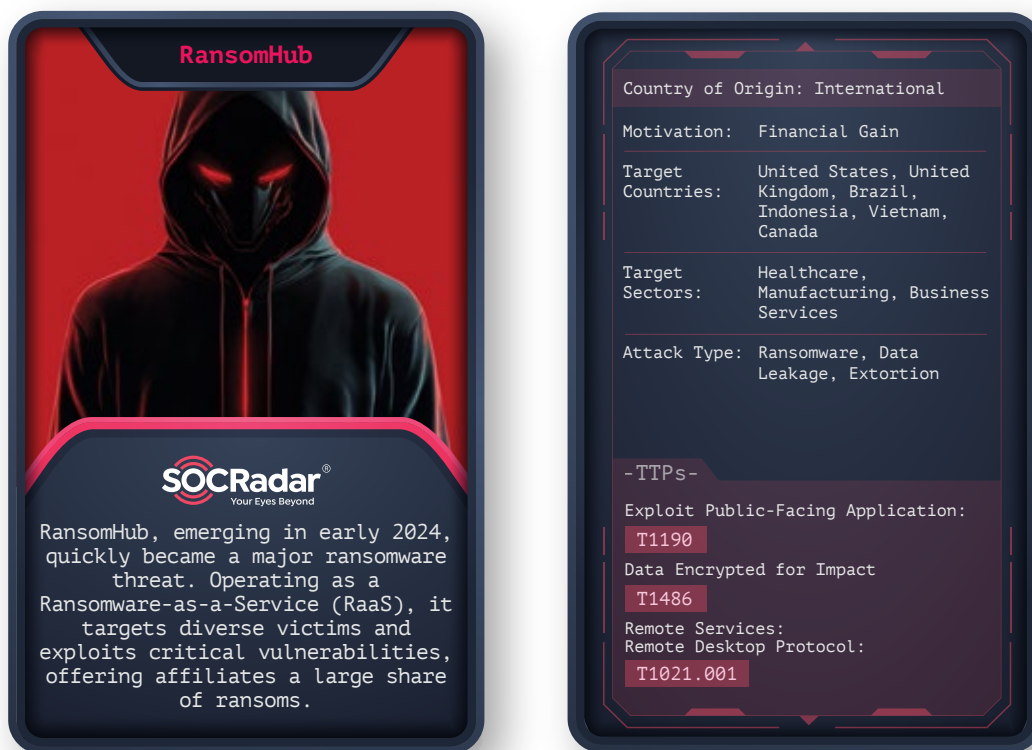 RansomHub
SOCRadar®
Your Eyes Beyond
RansomHub, emerging in early 2024,
quickly became a major ransomware
threat. Operating as a
Ransomware-as-a-Service (RaaS), it
targets diverse victims and
exploits critical vulnerabilities,
offering affiliates a large share
of ransoms.
Country of Origin: International
Motivation: Financial Gain
Target Countries: United States, United
Kingdom, Brazil,
Indonesia, Vietnam,
Canada
Target Sectors: Healthcare,
Manufacturing, Business
Services
Attack Type: Ransomware, Data
Leakage, Extortion
-TTPs-
Exploit Public-Facing Application:
T1190
Data Encrypted for Impact
T1486
Remote Services:
Remote Desktop Protocol:
T1021.001